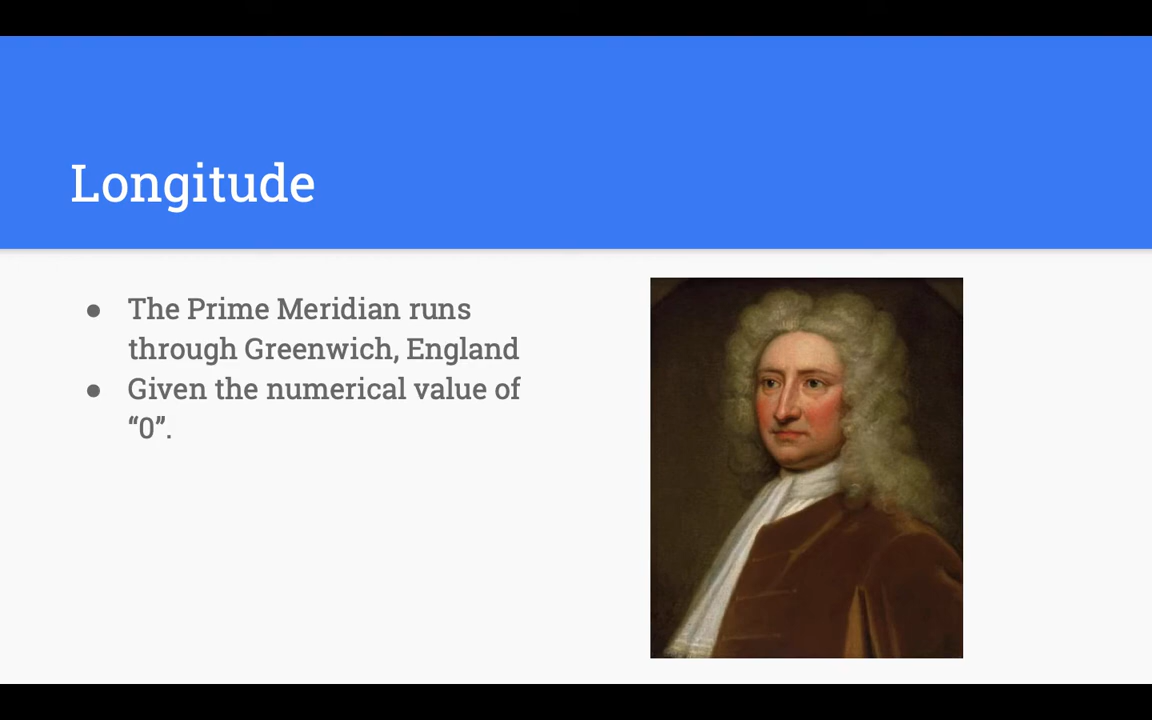 Longitude
● The Prime Meridian runs
through Greenwich, England
● Given the numerical value of
“0”.